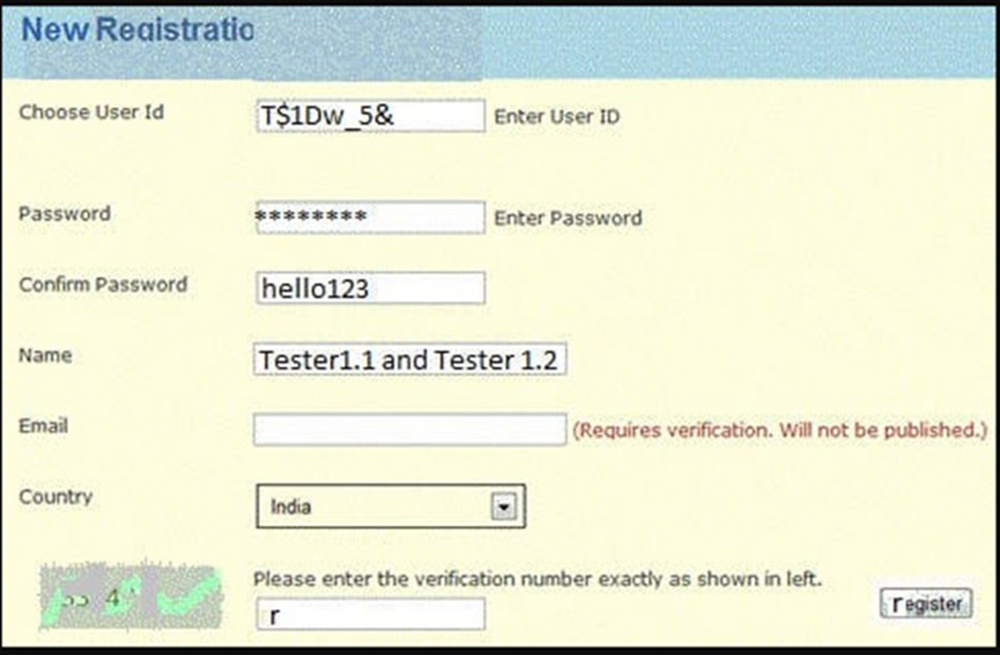 New Registratio
Choose User Id T$1Dw_5& Enter User ID
Password ******** Enter Password
Confirm Password hello123
Name Tester1.1 and Tester 1.2
Email (Requires verification. Will not be published.)
Country India
Please enter the verification number exactly as shown in left.
r register